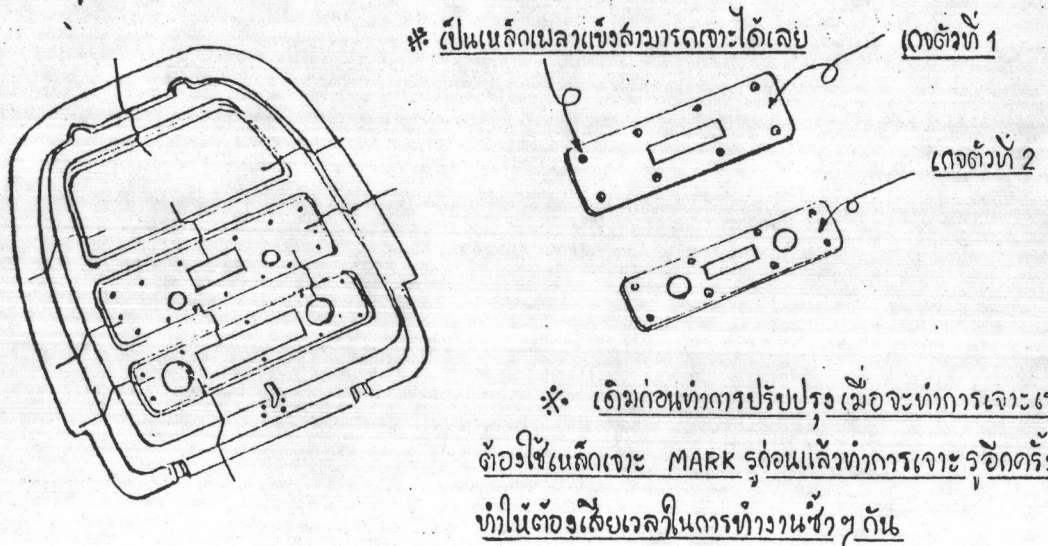 ※ เป็นเหล็กเพลาแข็งสามารถเจาะได้เลย
เกจตัวที่ 1
เกจตัวที่ 2
※ เดิมก่อนทำการปรับปรุง เมื่อจะทำการเจาะ
ต้องใช้เหล็กเจาะ MARK รูก่อนแล้วทำการเจาะ รูอีกครั้ง
ทำให้ต้องเสียเวลาในการทำงานซ้ำๆ กัน